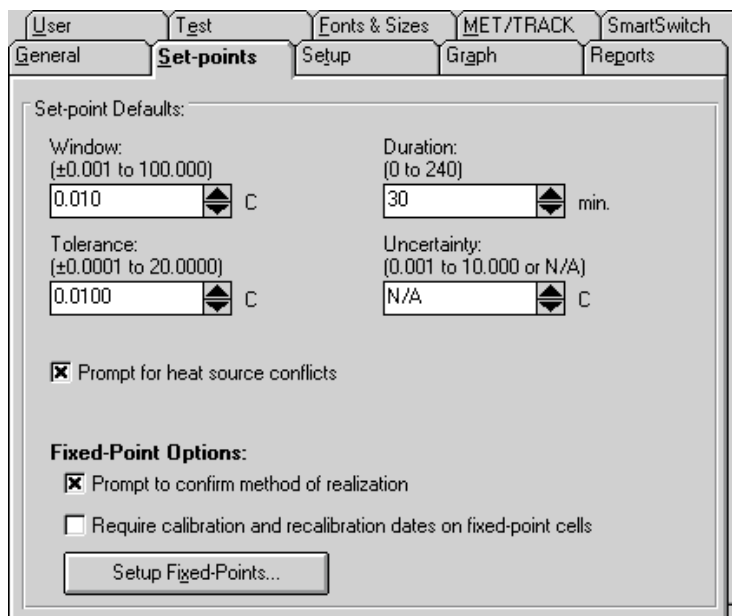 User Test Fonts & Sizes MET/TRACK SmartSwitch
General Set-points Setup Graph Reports
Set-point Defaults:
Window: Duration:
(±0.001 to 100.000) (0 to 240)
0.010 C 30 min.
Tolerance: Uncertainty:
(±0.0001 to 20.0000) (0.001 to 10.000 or N/A)
0.0100 C N/A C
Prompt for heat source conflicts
Fixed-Point Options:
Prompt to confirm method of realization
Require calibration and recalibration dates on fixed-point cells
Setup Fixed-Points...